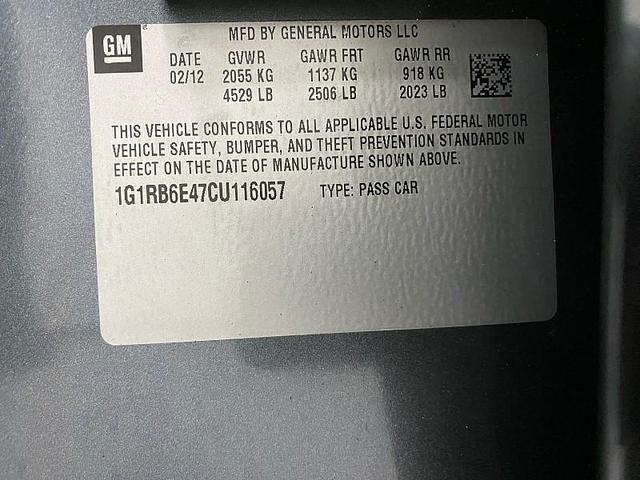 GM
MFD BY GENERAL MOTORS LLC
DATE GVWR GAWR FRT GAWR RR
02/12 2055 KG 1137 KG 918 KG
4529 LB 2506 LB 2023 LB
THIS VEHICLE CONFORMS TO ALL APPLICABLE U.S. FEDERAL MOTOR
VEHICLE SAFETY, BUMPER, AND THEFT PREVENTION STANDARDS IN
EFFECT ON THE DATE OF MANUFACTURE SHOWN ABOVE.
1G1RB6E47CU116057 TYPE: PASS CAR